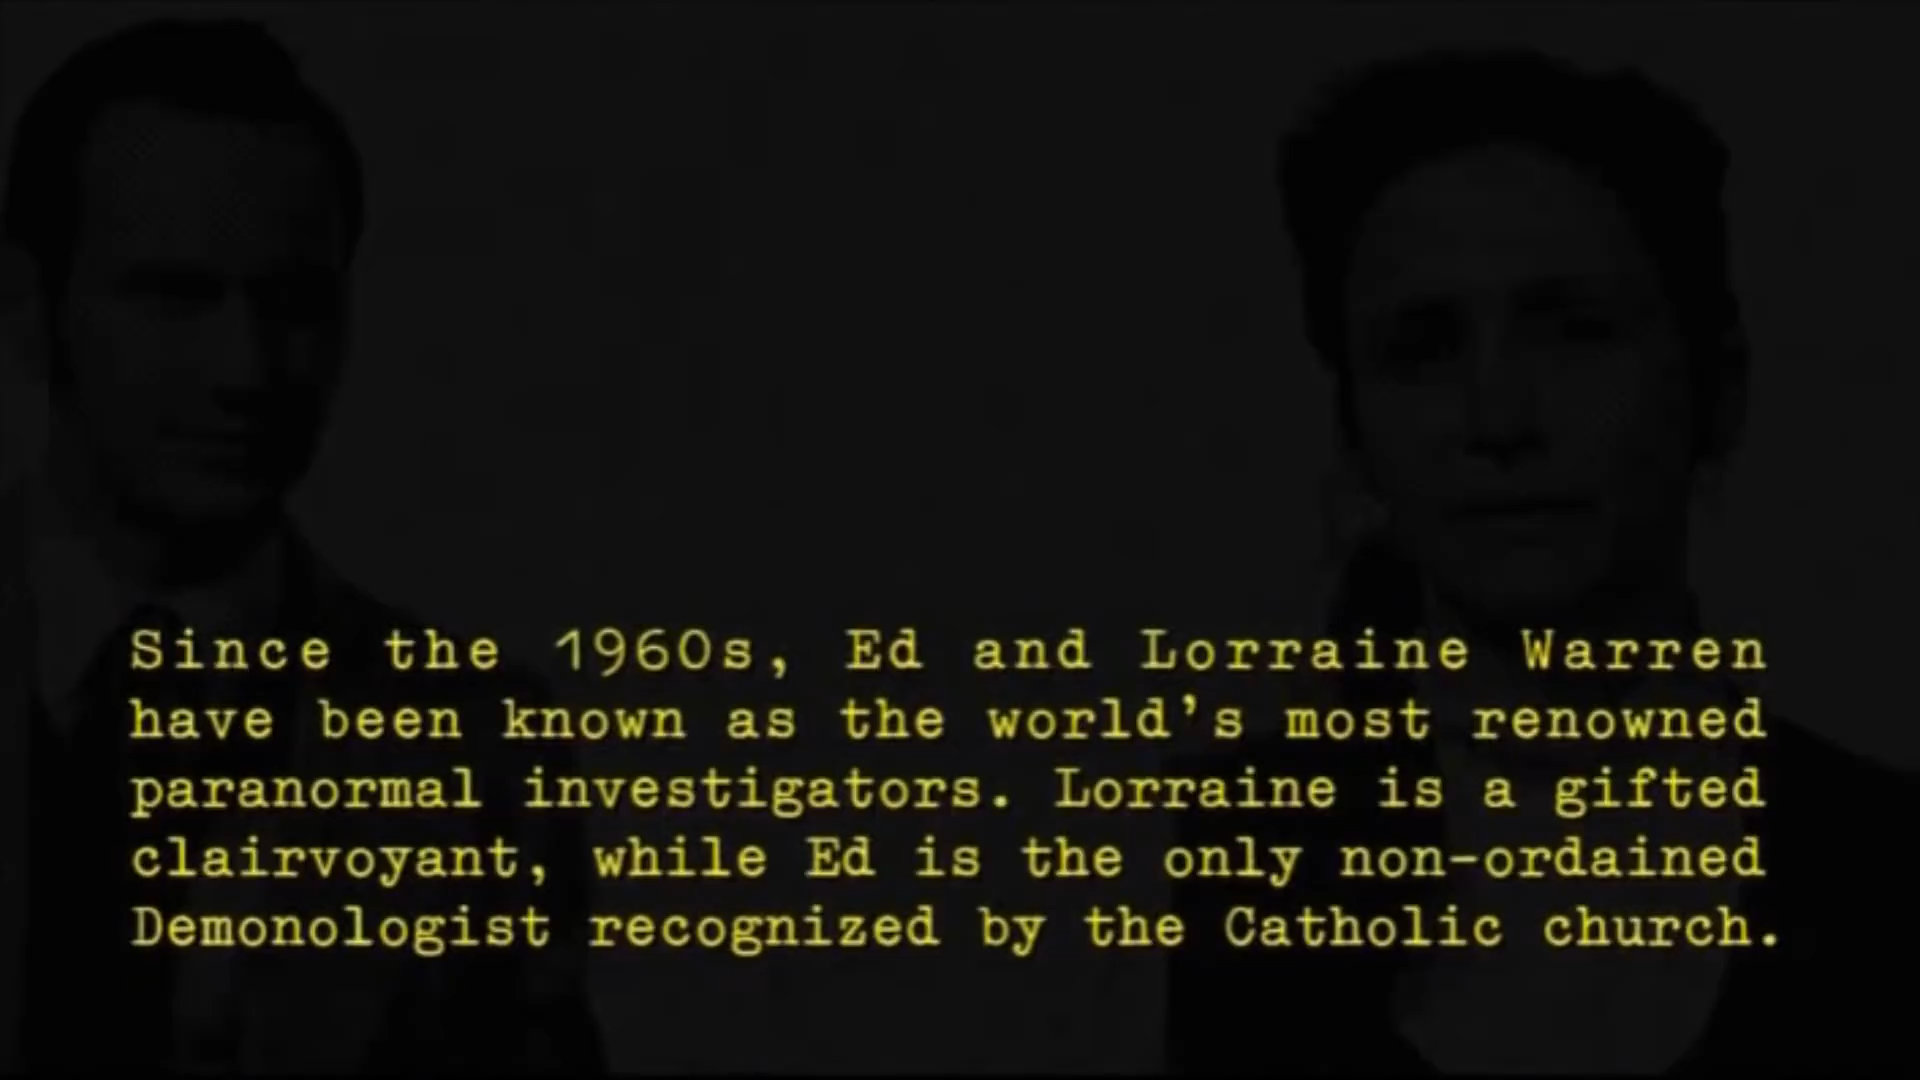 Since the 1960s, Ed and Lorraine Warren
have been known as the world's most renowned
paranormal investigators. Lorraine is a gifted
clairvoyant, while Ed is the only non-ordained
Demonologist recognized by the Catholic church.